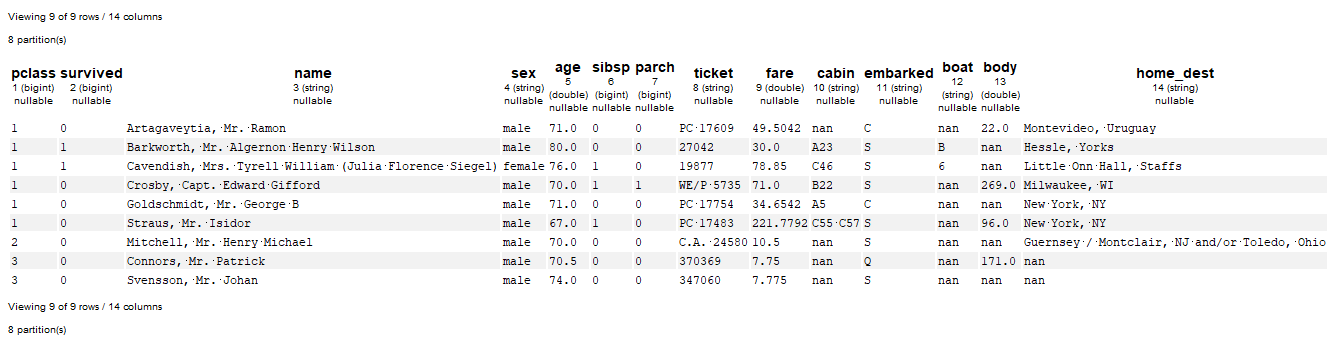 Viewing 9 of 9 rows / 14 columns
8 partition(s)
pclass survived name sex age sibsp parch ticket fare cabin embarked boat body home_dest
1 (bigint) 2 (bigint) 3 (string) 4 (string) 5 (double) 6 (bigint) 7 (bigint) 8 (string) 9 (double) 10 (string) 11 (string) 12 (string) 13 (double) 14 (string)
nullable nullable nullable nullable nullable nullable nullable nullable nullable nullable nullable nullable nullable nullable
1 0 Artagaveytia,·Mr.·Ramon male 71.0 0 0 PC·17609 49.5042 nan C nan 22.0 Montevideo,·Uruguay
1 1 Barkworth,·Mr.·Algernon·Henry·Wilson male 80.0 0 0 27042 30.0 A23 S B nan Hessle,·Yorks
1 1 Cavendish,·Mrs.·Tyrell·William·(Julia·Florence·Siegel) female 76.0 1 0 19877 78.85 C46 S 6 nan Little·Onn·Hall,·Staffs
1 0 Crosby,·Capt.·Edward·Gifford male 70.0 1 1 WE/P·5735 71.0 B22 S nan 269.0 Milwaukee,·WI
1 0 Goldschmidt,·Mr.·George·B male 71.0 0 0 PC·17754 34.6542 A5 C nan nan New·York,·NY
1 0 Straus,·Mr.·Isidor male 67.0 1 0 PC·17483 221.7792 C55·C57 S nan 96.0 New·York,·NY
2 0 Mitchell,·Mr.·Henry·Michael male 70.0 0 0 C.A.·24580 10.5 nan S nan nan Guernsey·/·Montclair,·NJ·and/or·Toledo,·Ohio
3 0 Connors,·Mr.·Patrick male 70.5 0 0 370369 7.75 nan Q nan 171.0 nan
3 0 Svensson,·Mr.·Johan male 74.0 0 0 347060 7.775 nan S nan nan nan
Viewing 9 of 9 rows / 14 columns
8 partition(s)